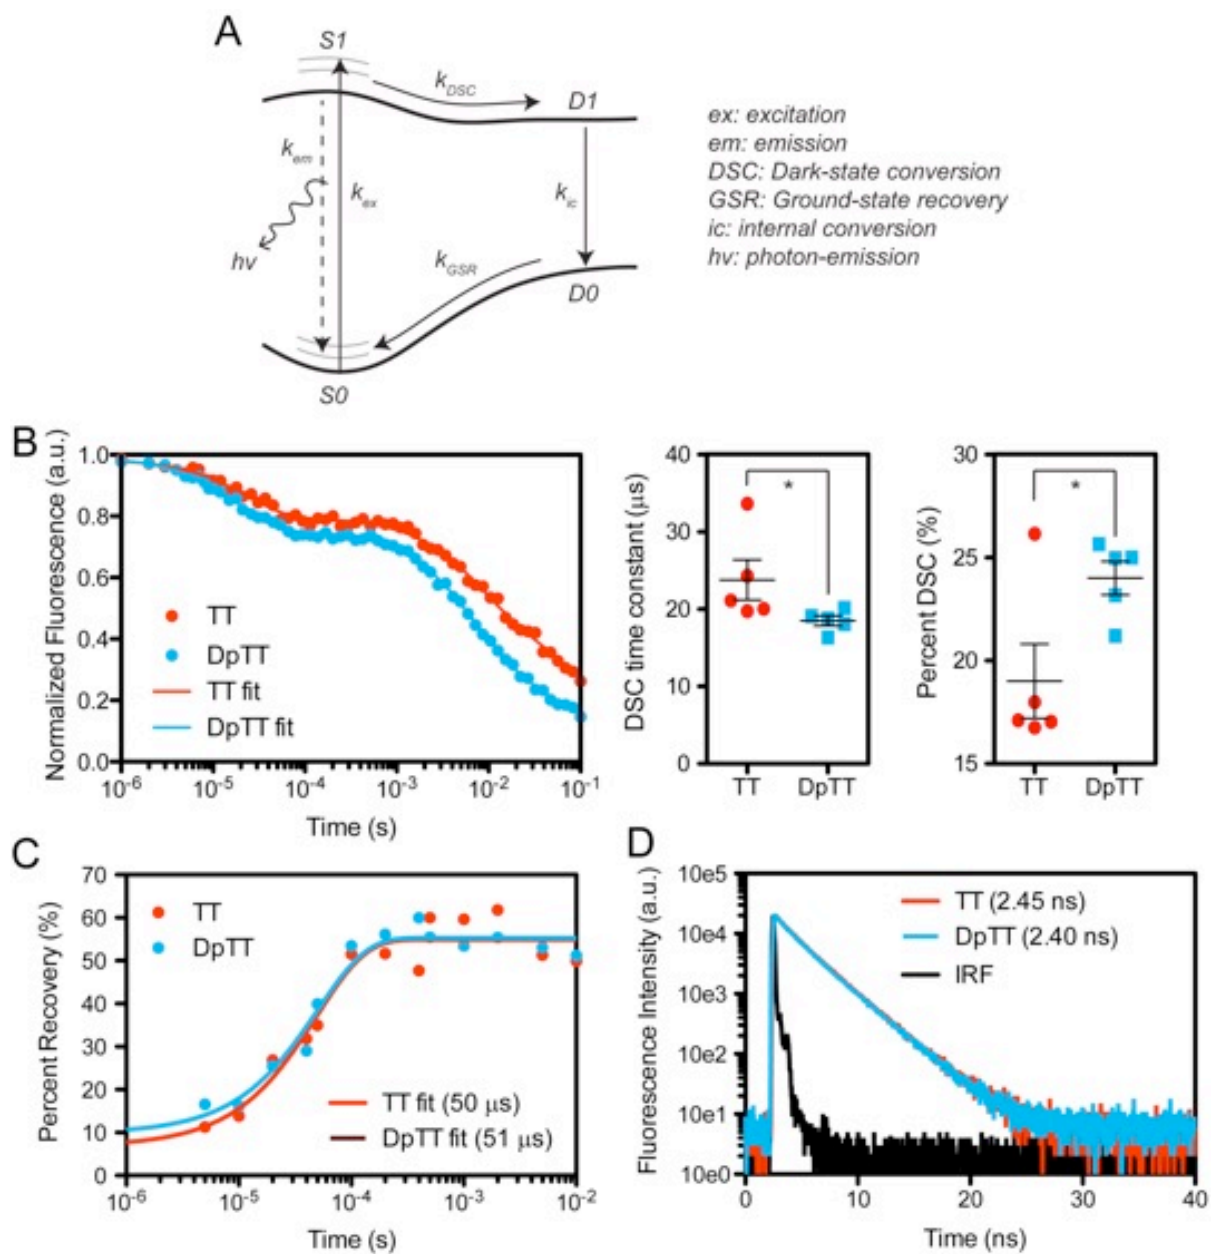 A
S1
k_DSC
D1
k_em
k_ex
k_ic
hν
k_GSR
D0
S0
ex: excitation
em: emission
DSC: Dark-state conversion
GSR: Ground-state recovery
ic: internal conversion
hv: photon-emission
B
Normalized Fluorescence (a.u.)
1.0
0.8
0.6
0.4
0.2
0.0
TT
DpTT
TT fit
DpTT fit
10^-6 10^-5 10^-4 10^-3 10^-2 10^-1
Time (s)
DSC time constant (μs)
40
30
20
10
0
*
TT DpTT
Percent DSC (%)
30
25
20
15
*
TT DpTT
C
Percent Recovery (%)
70
60
50
40
30
20
10
0
TT
DpTT
TT fit (50 μs)
DpTT fit (51 μs)
10^-6 10^-5 10^-4 10^-3 10^-2
Time (s)
D
Fluorescence Intensity (a.u.)
10e5
10e4
10e3
10e2
10e1
10e0
TT (2.45 ns)
DpTT (2.40 ns)
IRF
0 10 20 30 40
Time (ns)